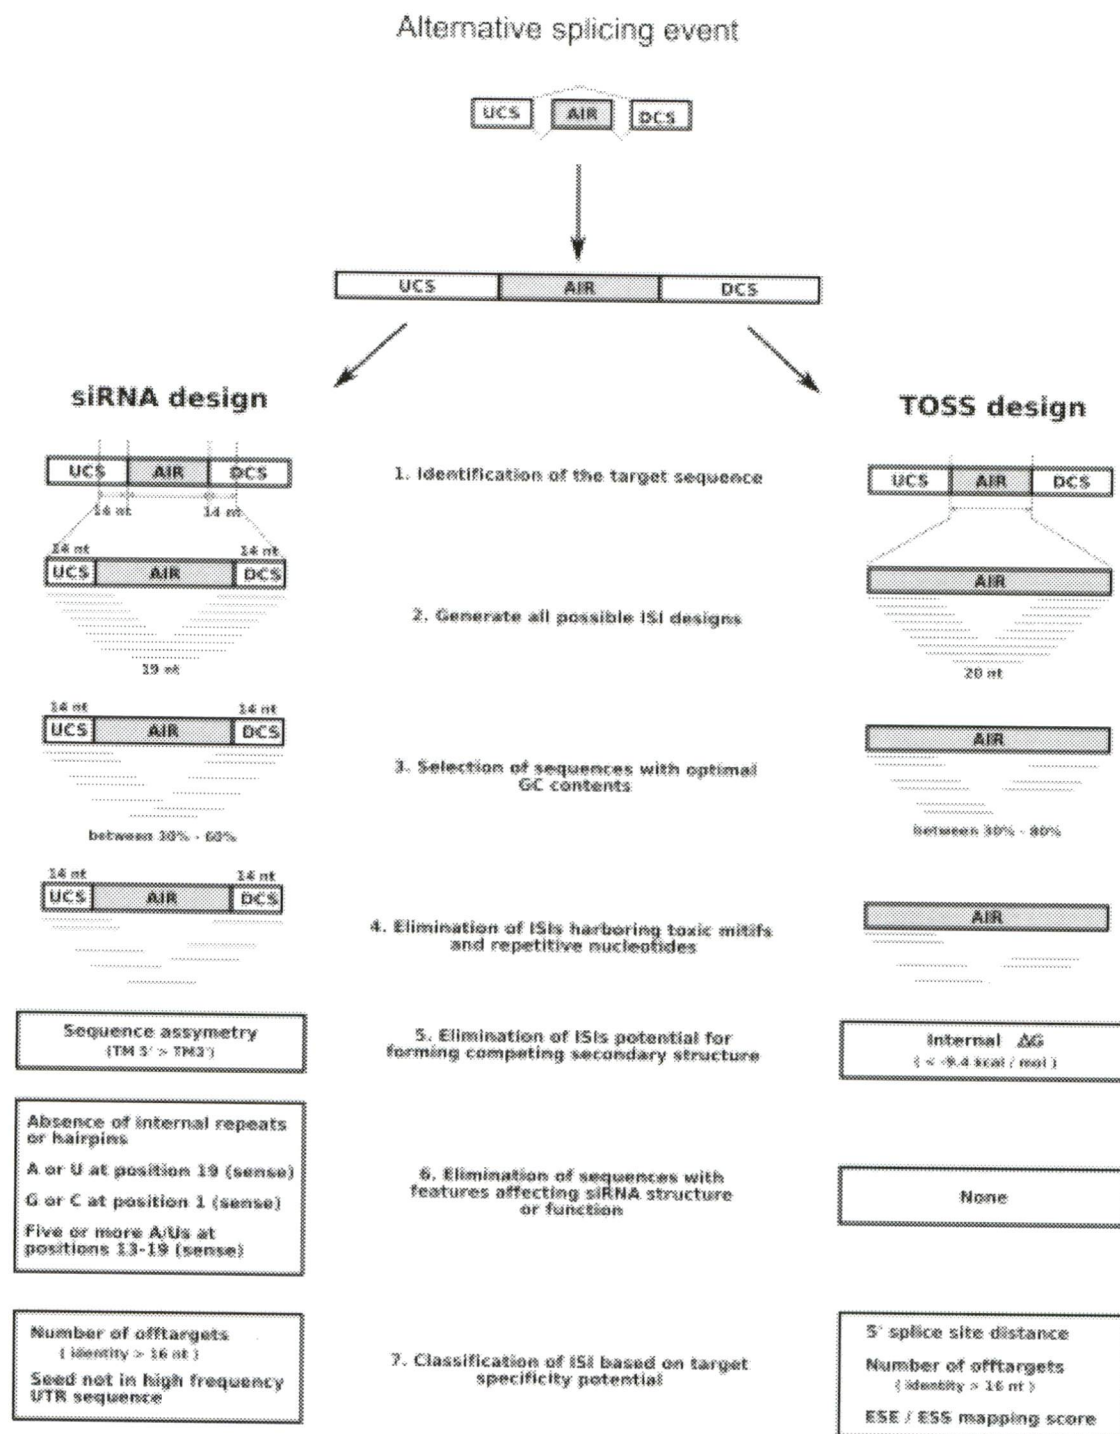 Alternative splicing event
UCS
AIR
DCS
UCS
AIR
DCS
siRNA design
TOSS design
UCS
AIR
DCS
14 nt
14 nt
1. Identification of the target sequence
UCS
AIR
DCS
14 nt
14 nt
UCS
AIR
DCS
19 nt
2. Generate all possible ISI designs
AIR
20 nt
14 nt
14 nt
UCS
AIR
DCS
between 30% - 60%
3. Selection of sequences with optimal
GC contents
AIR
between 30% - 80%
14 nt
14 nt
UCS
AIR
DCS
4. Elimination of ISIs harboring toxic mitifs
and repetitive nucleotides
AIR
Sequence assymetry
(TM 5' > TM3')
5. Elimination of ISIs potential for
forming competing secondary structure
Internal ΔG
( < -9.4 kcal / mol )
Absence of internal repeats
or hairpins
A or U at position 19 (sense)
G or C at position 1 (sense)
Five or more A/Us at
positions 13-19 (sense)
6. Elimination of sequences with
features affecting siRNA structure
or function
None
Number of offtargets
( identity > 16 nt )
Seed not in high frequency
UTR sequence
7. Classification of ISI based on target
specificity potential
5' splice site distance
Number of offtargets
( identity > 16 nt )
ESE / ESS mapping score